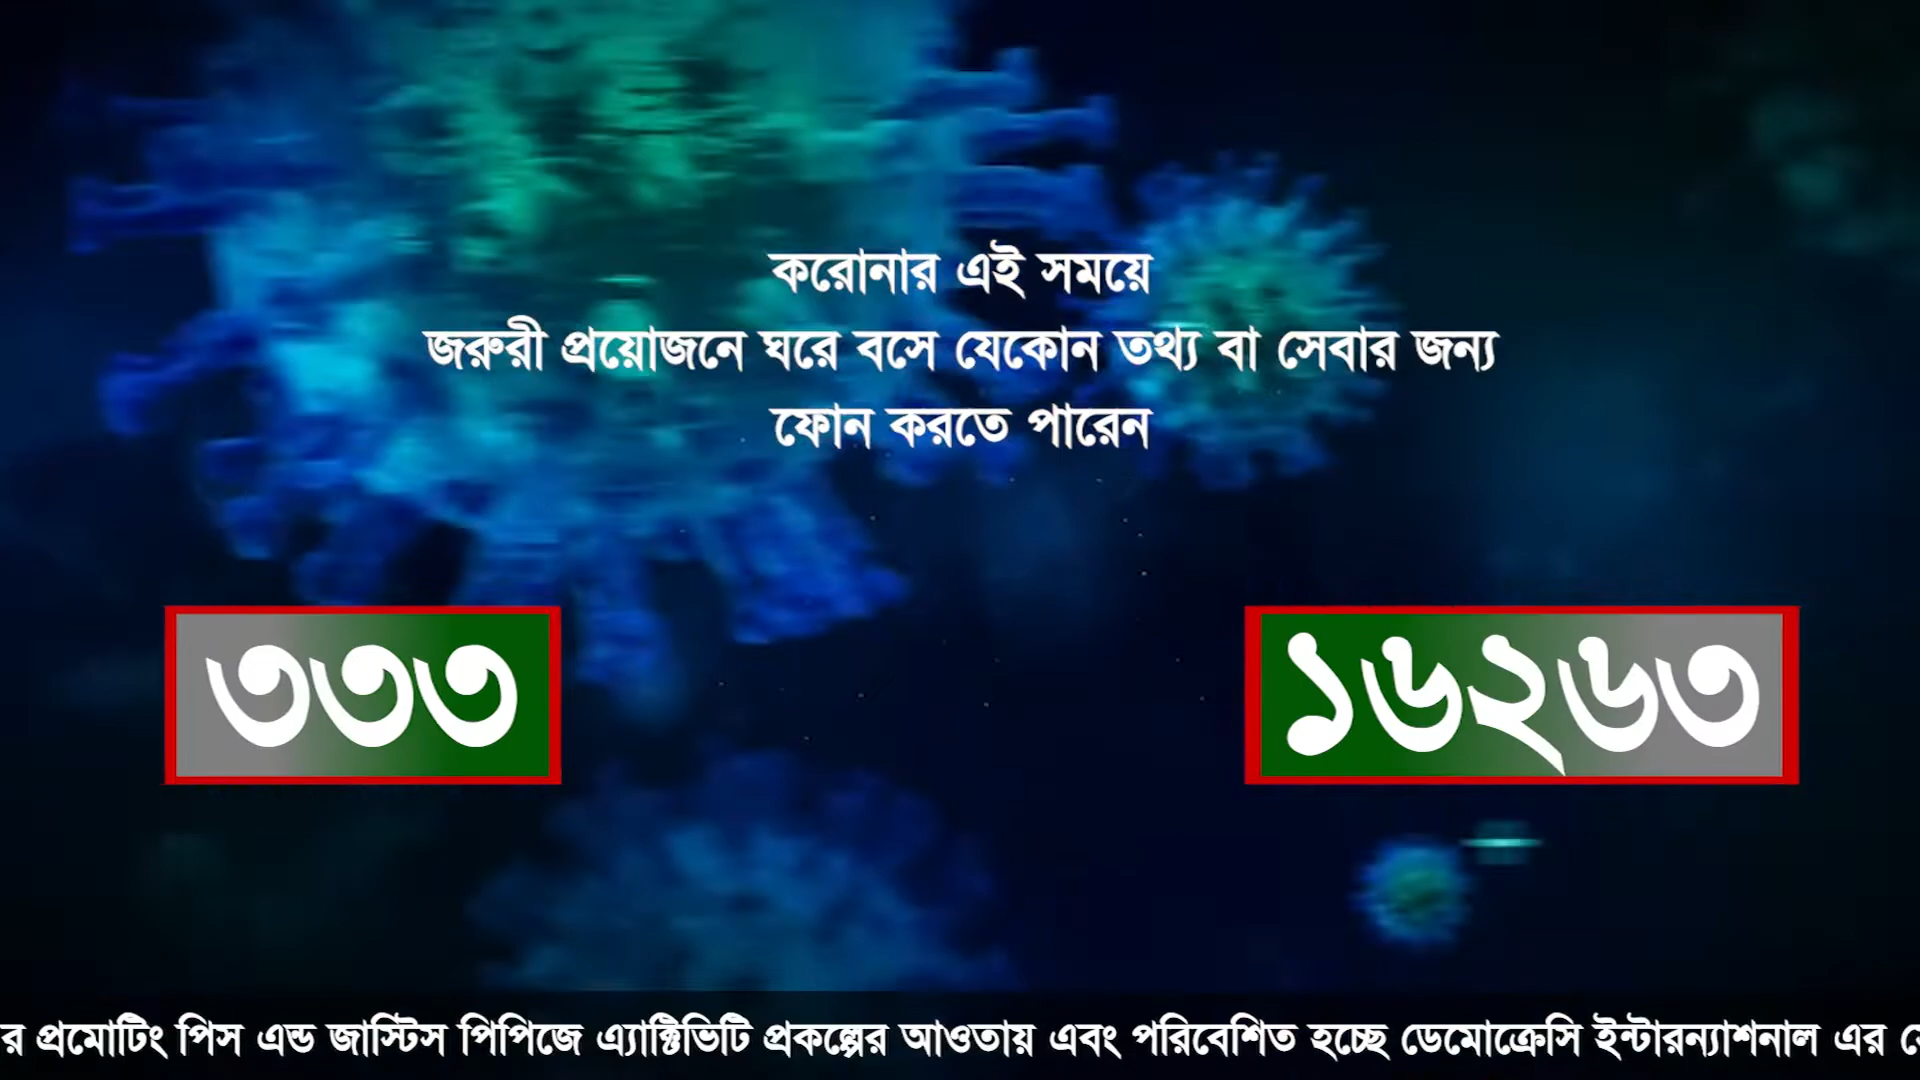 করোনার এই সময়ে
জরুরী প্রয়োজনে ঘরে বসে যেকোন তথ্য বা সেবার জন্য
ফোন করতে পারেন
৩৩৩
১৬২৬৩
র প্রমোটিং পিস এন্ড জাস্টিস পিপিজে এ্যাক্টিভিটি প্রকল্পের আওতায় এবং পরিবেশিত হচ্ছে ডেমোক্রেসি ইন্টারন্যাশনাল এর